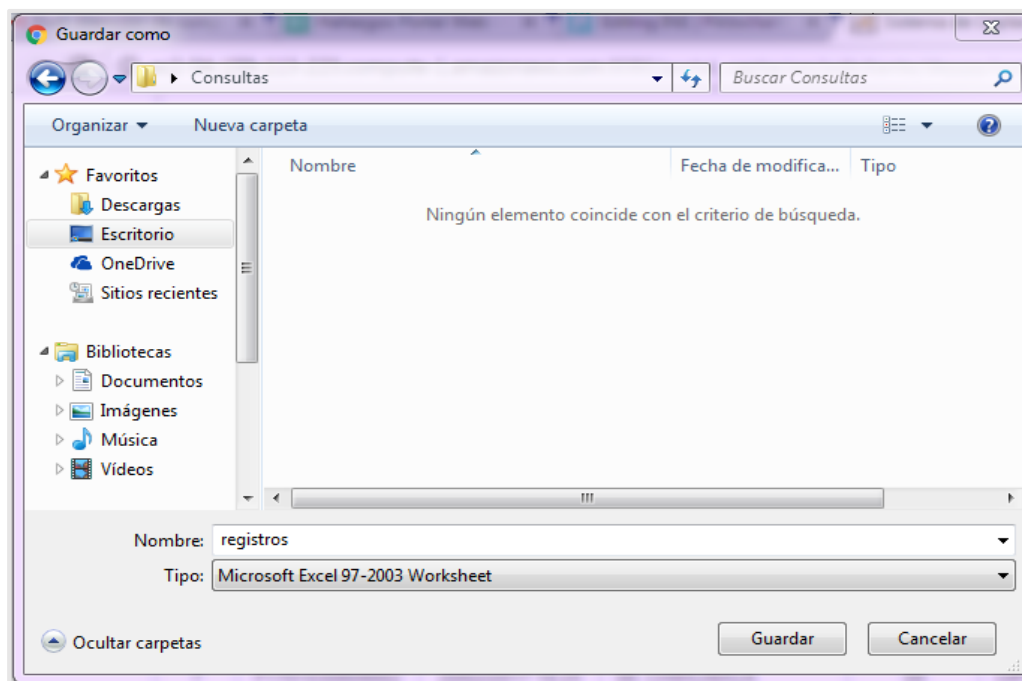 Guardar como
Consultas
Buscar Consultas
Organizar
Nueva carpeta
Favoritos
Descargas
Escritorio
OneDrive
Sitios recientes
Bibliotecas
Documentos
Imágenes
Música
Vídeos
Nombre
Fecha de modifica...
Tipo
Ningún elemento coincide con el criterio de búsqueda.
Nombre: registros
Tipo: Microsoft Excel 97-2003 Worksheet
Ocultar carpetas
Guardar
Cancelar